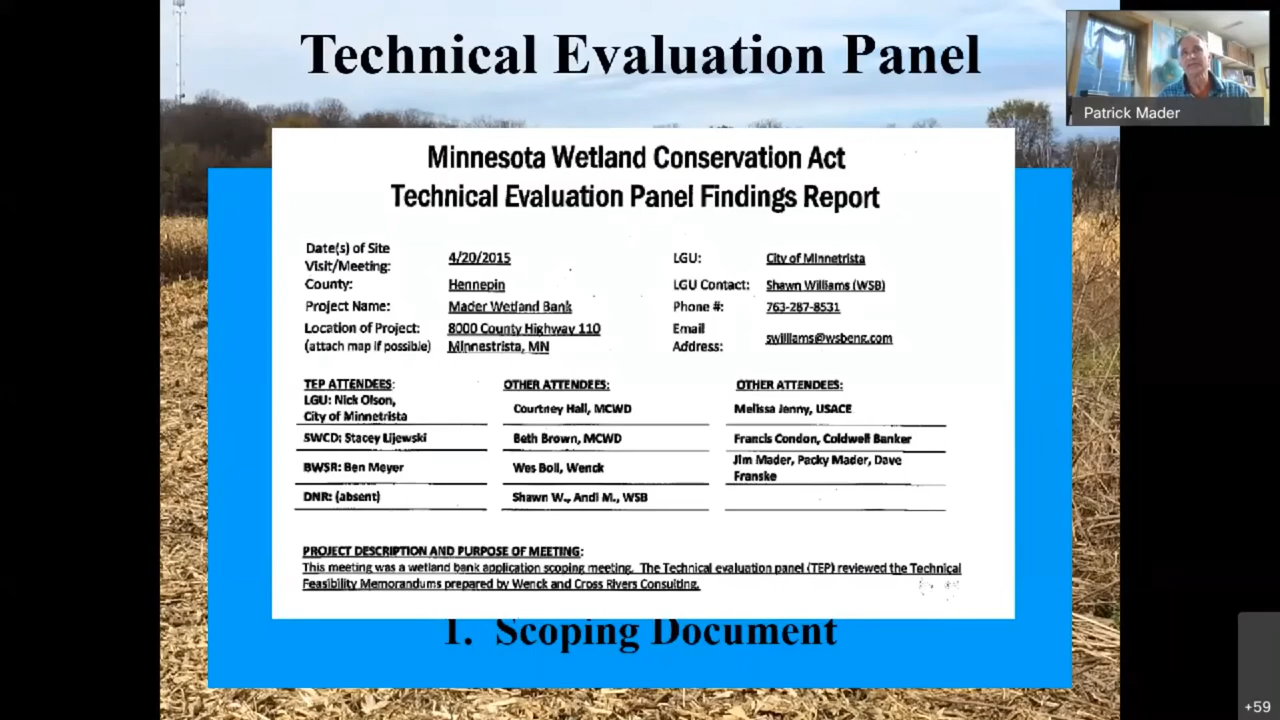 Technical Evaluation Panel
Patrick Mader
Minnesota Wetland Conservation Act
Technical Evaluation Panel Findings Report
Date(s) of Site
Visit/Meeting:
4/20/2015
County:
Hennepin
Project Name:
Mader Wetland Bank
Location of Project:
(attach map if possible)
8000 County Highway 110
Minnestrista, MN
LGU:
City of Minnetrista
LGU Contact:
Shawn Williams (WSB)
Phone #:
763-287-8531
Email
Address:
swilliams@wsbeng.com
TEP ATTENDEES:
LGU: Nick Olson,
City of Minnetrista
SWCD: Stacey Lijewski
BWSR: Ben Meyer
DNR: (absent)
OTHER ATTENDEES:
Courtney Hall, MCWD
Beth Brown, MCWD
Wes Boll, Wenck
Shawn W., Andi M., WSB
OTHER ATTENDEES:
Melissa Jenny, USACE
Francis Condon, Coldwell Banker
Jim Mader, Packy Mader, Dave
Franske
PROJECT DESCRIPTION AND PURPOSE OF MEETING:
This meeting was a wetland bank application scoping meeting. The Technical evaluation panel (TEP) reviewed the Technical
Feasibility Memorandums prepared by Wenck and Cross Rivers Consulting.
1. Scoping Document
+59